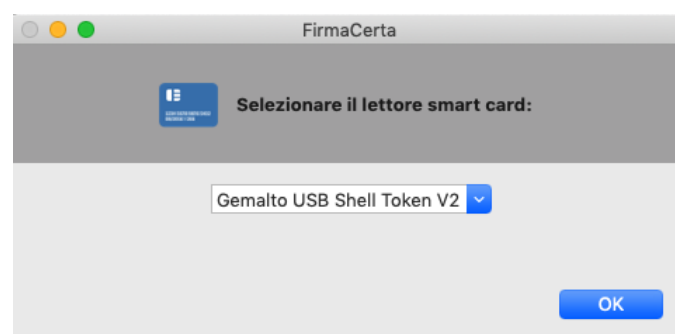 FirmaCerta
Selezionare il lettore smart card:
Gemalto USB Shell Token V2
OK